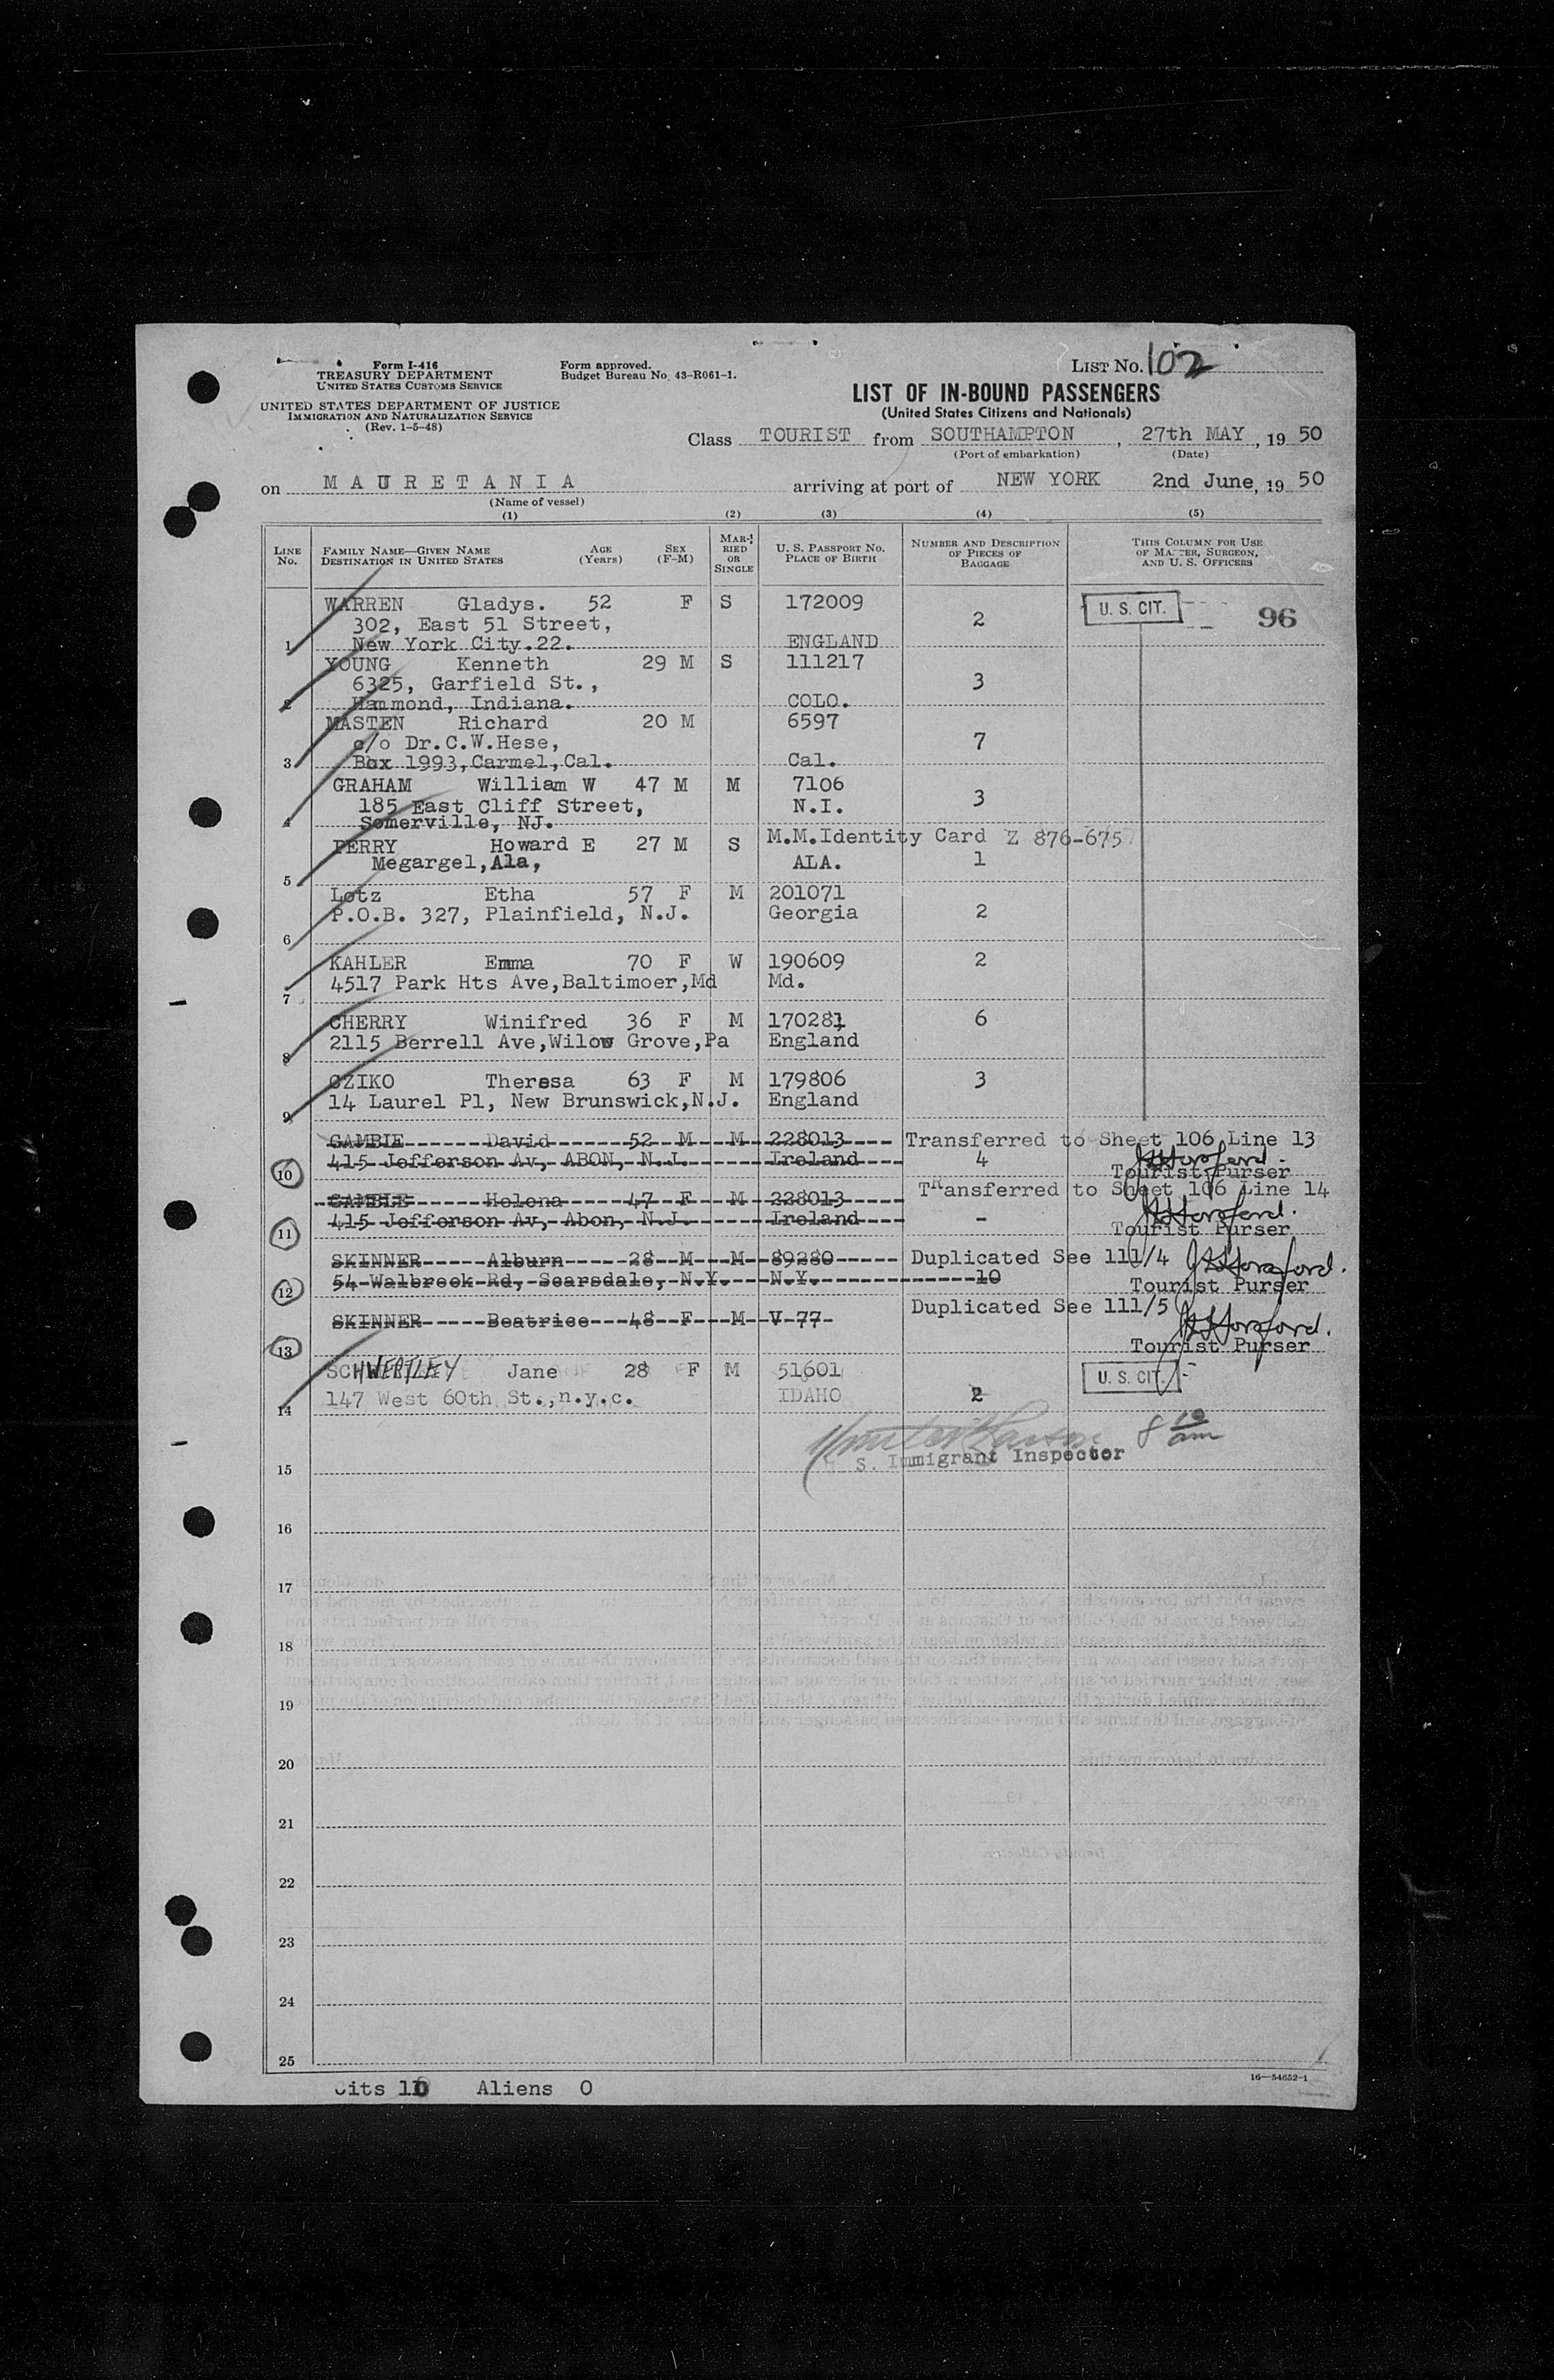 Form I-416
TREASURY DEPARTMENT
UNITED STATES CUSTOMS SERVICE
UNITED STATES DEPARTMENT OF JUSTICE
IMMIGRATION AND NATURALIZATION SERVICE
(Rev. 1-5-48)
Form approved.
Budget Bureau No. 43-R061-1.
LIST No. 102
LIST OF IN-BOUND PASSENGERS
(United States Citizens and Nationals)
Class TOURIST from SOUTHAMPTON, 27th MAY, 19 50
(Port of embarkation) (Date)
on MAURETANIA arriving at port of NEW YORK 2nd June, 19 50
(Name of vessel)
(1) (2) (3) (4) (5)
LINE No. FAMILY NAME—GIVEN NAME DESTINATION IN UNITED STATES AGE (Years) SEX (F-M) MARRIED OR SINGLE U. S. PASSPORT No. PLACE OF BIRTH NUMBER AND DESCRIPTION OF PIECES OF BAGGAGE THIS COLUMN FOR USE OF MASTER, SURGEON, AND U. S. OFFICERS
WARREN Gladys. 52 F S 172009 U. S. CIT.
302, East 51 Street, 2 96
1 New York City.22. ENGLAND
YOUNG Kenneth 29 M S 111217
6325, Garfield St., 3
2 Hammond, Indiana. COLO.
MASTEN Richard 20 M 6597
c/o Dr.C.W.Hese, 7
3 Box 1993,Carmel,Cal. Cal.
GRAHAM William W 47 M M 7106
185 East Cliff Street, N.I. 3
4 Somerville, NJ.
PERRY Howard E 27 M S M.M.Identity Card Z 876-675
Megargel,Ala, ALA. 1
5
Lotz Etha 57 F M 201071
P.O.B. 327, Plainfield, N.J. Georgia 2
6
KAHLER Emma 70 F W 190609 2
4517 Park Hts Ave,Baltimoer,Md Md.
7
CHERRY Winifred 36 F M 170281 6
2115 Berrell Ave,Wilow Grove,Pa England
8
OZIKO Theresa 63 F M 179806 3
14 Laurel Pl, New Brunswick,N.J. England
9
GAMBIE David 52 M M 228013 Transferred to Sheet 106 Line 13
415 Jefferson Av, ABON, N.J. Ireland 4
10 Tourist Purser
GAMBLE Helena 47 F M 228013 THansferred to Sheet 106 Line 14
415 Jefferson Av, Abon, N.J. Ireland -
11 Tourist Purser
SKINNER Alburn 28 M M 89280 Duplicated See 111/4
54 Walbrook Rd, Scarsdale, N.Y. N.Y. 10
12 Tourist Purser
SKINNER Beatrice 48 F M V-77 Duplicated See 111/5
13 Tourist Purser
SCHWERTLEY Jane 28 F M 51601 U. S. CIT.
147 West 60th St.,n.y.c. IDAHO 2
14
8 10 am
S. Immigrant Inspector
15
16
17
18
19
20
21
22
23
24
25
Cits 10 Aliens 0
16—54652-1